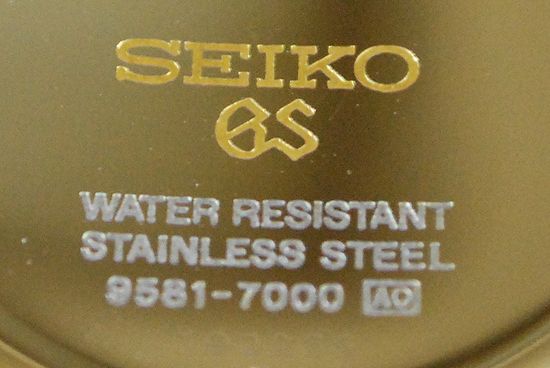 SEIKO
GS
WATER RESISTANT
STAINLESS STEEL
9581-7000 AO